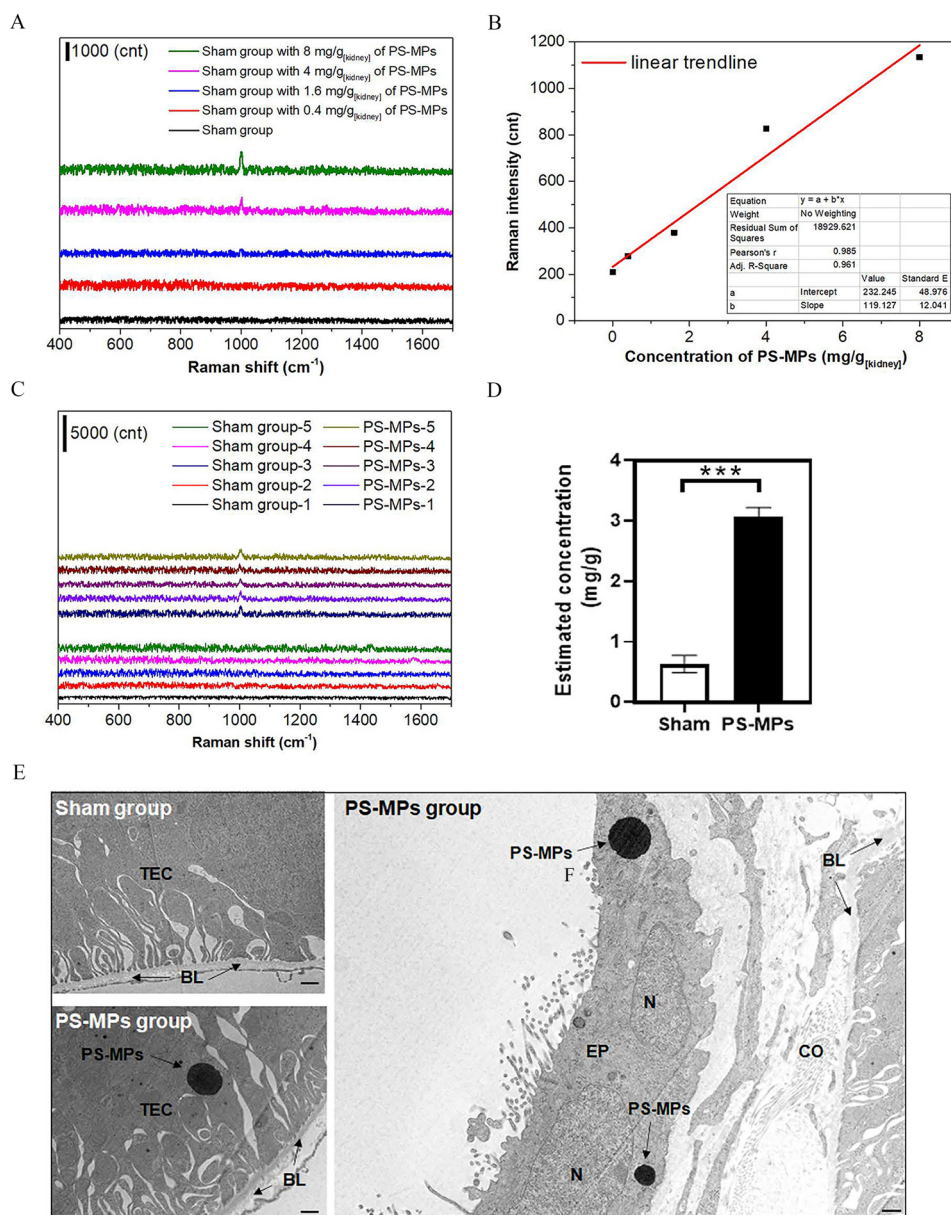 A
1000 (cnt)
Sham group with 8 mg/g[kidney] of PS-MPs
Sham group with 4 mg/g[kidney] of PS-MPs
Sham group with 1.6 mg/g[kidney] of PS-MPs
Sham group with 0.4 mg/g[kidney] of PS-MPs
Sham group
400 600 800 1000 1200 1400 1600
Raman shift (cm-1)
B
1200
1000
800
600
400
200
0
Raman intensity (cnt)
linear trendline
Equation y = a + b*x
Weight No Weighting
Residual Sum of Squares 18929.621
Pearson's r 0.985
Adj. R-Square 0.961
Value Standard E
a Intercept 232.245 48.976
b Slope 119.127 12.041
0 2 4 6 8
Concentration of PS-MPs (mg/g[kidney])
C
5000 (cnt)
Sham group-5 PS-MPs-5
Sham group-4 PS-MPs-4
Sham group-3 PS-MPs-3
Sham group-2 PS-MPs-2
Sham group-1 PS-MPs-1
400 600 800 1000 1200 1400 1600
Raman shift (cm-1)
D
Estimated concentration
(mg/g)
4
3
2
1
0
***
Sham PS-MPs
E
Sham group
TEC
BL
PS-MPs group
PS-MPs
TEC
BL
PS-MPs group
PS-MPs
F
BL
N
EP
CO
PS-MPs
N